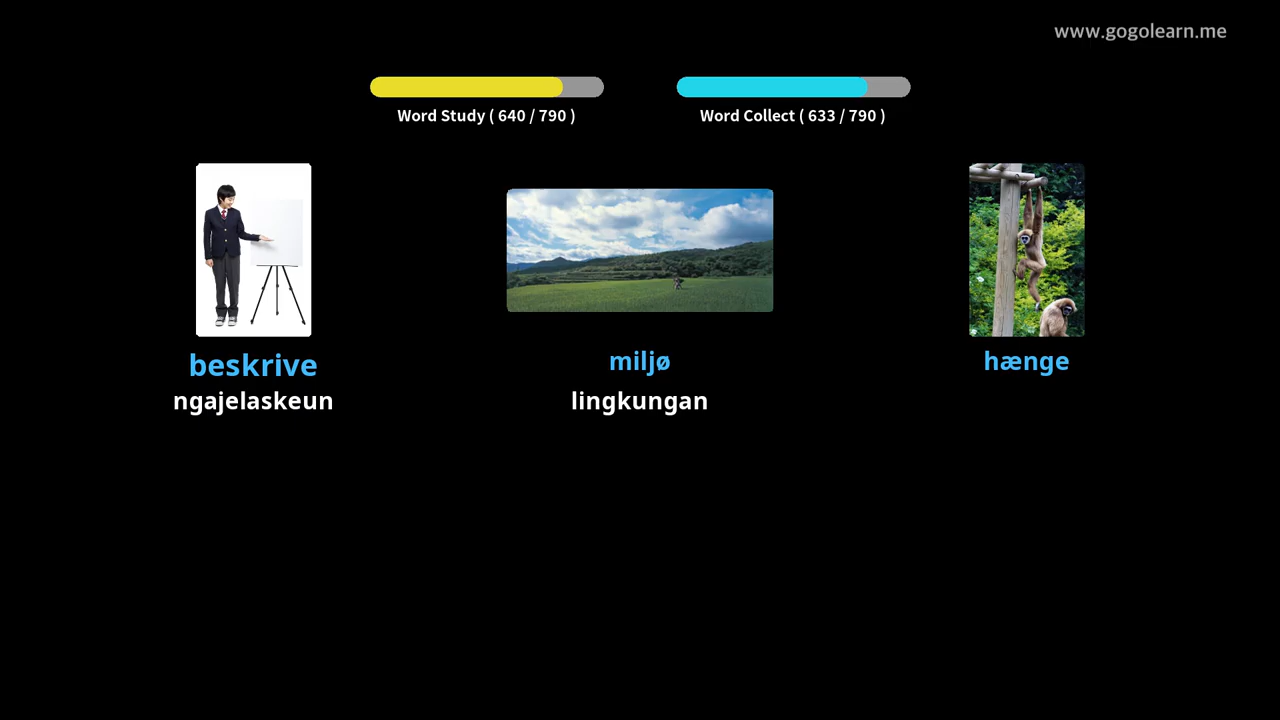 www.gogolearn.me
Word Study ( 640 / 790 )
Word Collect ( 633 / 790 )
beskrive
ngajelaskeun
miljø
lingkungan
hænge